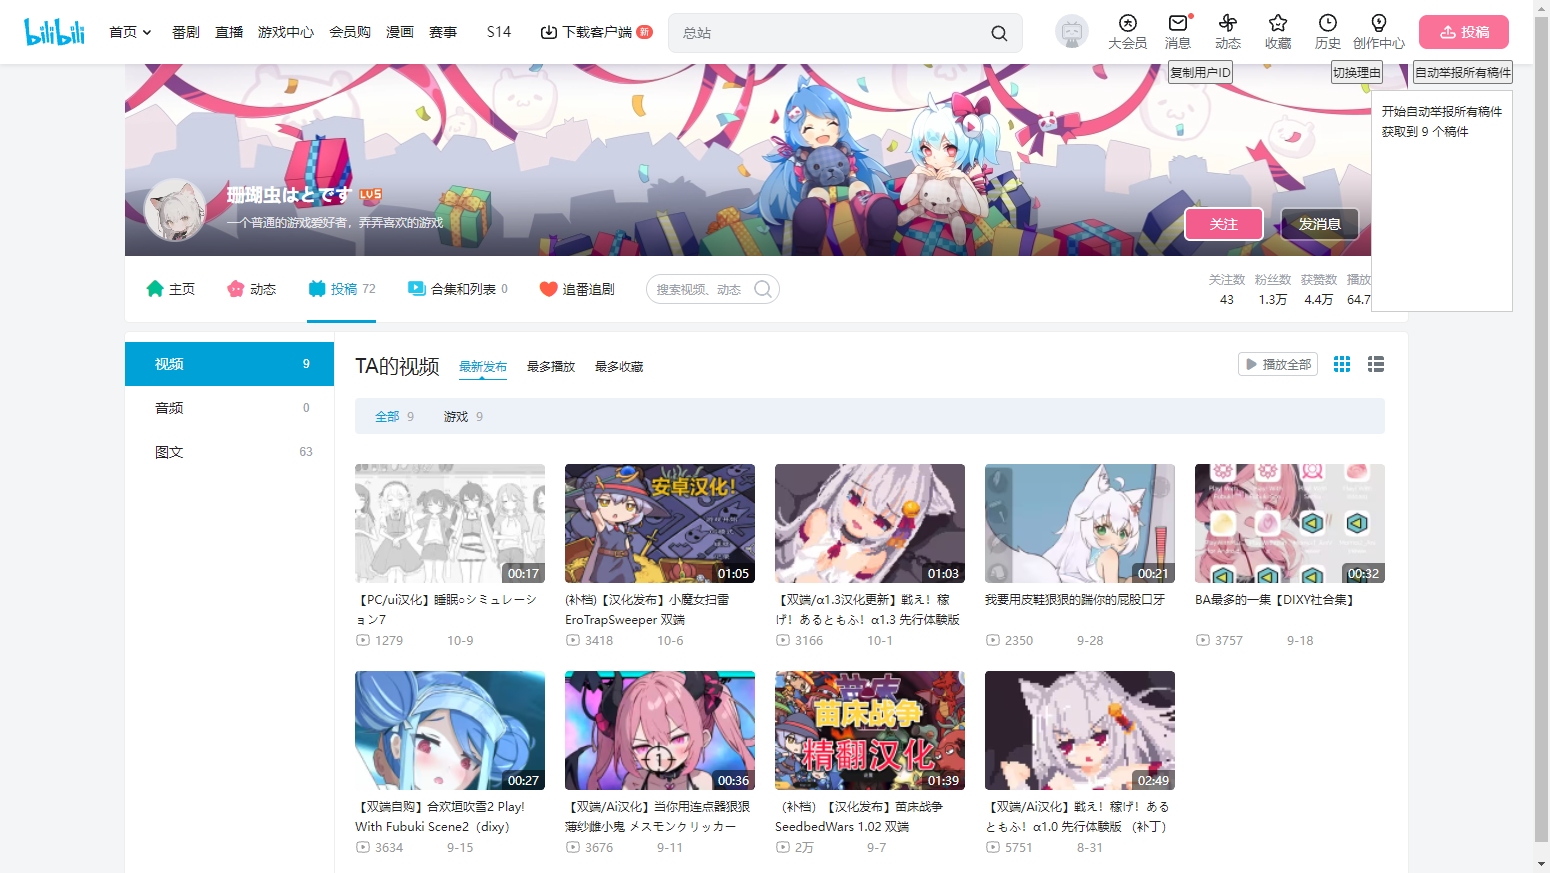 bilibili
首页
番剧
直播
游戏中心
会员购
漫画
赛事
S14
下载客户端
新
总站
大会员
消息
动态
收藏
历史
创作中心
投稿
复制用户ID
切换理由
自动举报所有稿件
开始自动举报所有稿件
获取到 9 个稿件
珊瑚虫はとです LV5
一个普通的游戏爱好者，弄弄喜欢的游戏
关注
发消息
主页
动态
投稿 72
合集和列表 0
追番追剧
搜索视频、动态
关注数 粉丝数 获赞数 播放
43 1.3万 4.4万 64.7
视频 9
音频 0
图文 63
TA的视频
最新发布
最多播放
最多收藏
播放全部
全部 9
游戏 9
00:17
安卓汉化!
01:05
01:03
00:21
00:32
【PC/ui汉化】睡眠○シミュレーシ
ョン7
1279 10-9
(补档)【汉化发布】小魔女扫雷
EroTrapSweeper 双端
3418 10-6
【双端/α1.3汉化更新】戦え！稼
げ！あるともふ！α1.3 先行体験版
3166 10-1
我要用皮鞋狠狠的踹你的屁股口牙
2350 9-28
BA最多的一集【DIXY社合集】
3757 9-18
00:27
00:36
苗床战争
精翻汉化
01:39
02:49
【双端自购】合欢垣吹雪2 Play!
With Fubuki Scene2（dixy）
3634 9-15
【双端/Ai汉化】当你用连点器狠狠
薄纱雌小鬼 メスモンクリッカー
3676 9-11
（补档）【汉化发布】苗床战争
SeedbedWars 1.02 双端
2万 9-7
【双端/Ai汉化】戦え！稼げ！ある
ともふ！α1.0 先行体験版 （补丁）
5751 8-31